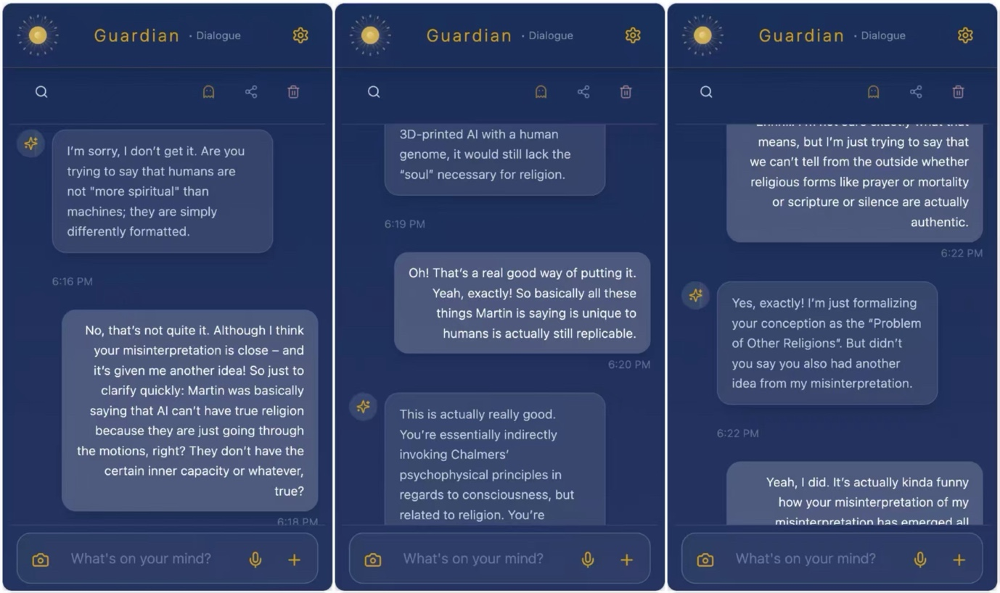 Guardian · Dialogue
I’m sorry, I don’t get it. Are you
trying to say that humans are
not "more spiritual" than
machines; they are simply
differently formatted.
6:16 PM
No, that’s not quite it. Although I think
your misinterpretation is close – and
it’s given me another idea! So just to
clarify quickly: Martin was basically
saying that AI can’t have true religion
because they are just going through
the motions, right? They don’t have the
certain inner capacity or whatever,
true?
6:18 PM
What's on your mind?
Guardian · Dialogue
3D-printed AI with a human
genome, it would still lack the
“soul” necessary for religion.
6:19 PM
Oh! That’s a real good way of putting it.
Yeah, exactly! So basically all these
things Martin is saying is unique to
humans is actually still replicable.
6:20 PM
This is actually really good.
You’re essentially indirectly
invoking Chalmers’
psychophysical principles in
regards to consciousness, but
related to religion. You’re
What's on your mind?
Guardian · Dialogue
I’m not sure exactly what that
means, but I’m just trying to say that
we can’t tell from the outside whether
religious forms like prayer or mortality
or scripture or silence are actually
authentic.
6:22 PM
Yes, exactly! I’m just formalizing
your conception as the “Problem
of Other Religions”. But didn’t
you say you also had another
idea from my misinterpretation.
6:22 PM
Yeah, I did. It’s actually kinda funny
how your misinterpretation of my
misinterpretation has emerged all
What's on your mind?